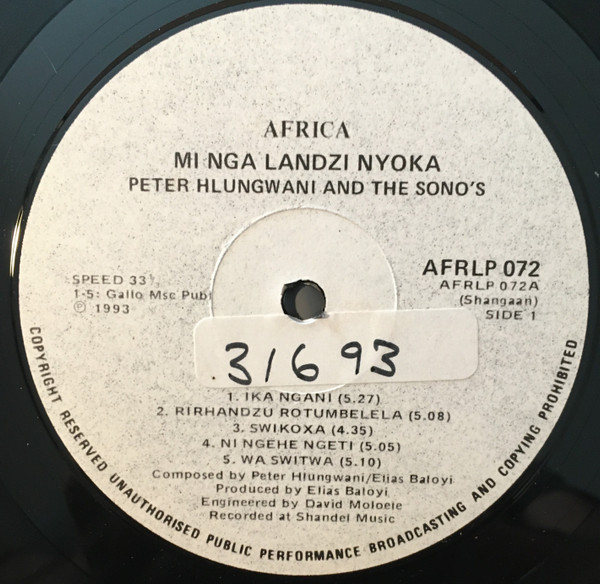 AFRICA
MI NGA LANDZI NYOKA
PETER HLUNGWANI AND THE SONO'S
SPEED 33⅓
1-5: Gallo Msc Publ
Ⓟ 1993
AFRLP 072
AFRLP 072A
(Shangaan)
SIDE 1
31693
1. IKA NGANI (5.27)
2. RIRHANDZU ROTUMBELELA (5.08)
3. SWIKOXA (4.35)
4. NI NGEHE NGETI (5.05)
5. WA SWITWA (5.10)
Composed by Peter Hlungwani/Elias Baloyi
Produced by Elias Baloyi
Engineered by David Moloele
Recorded at Shandel Music
COPYRIGHT RESERVED UNAUTHORISED PUBLIC PERFORMANCE BROADCASTING AND COPYING PROHIBITED